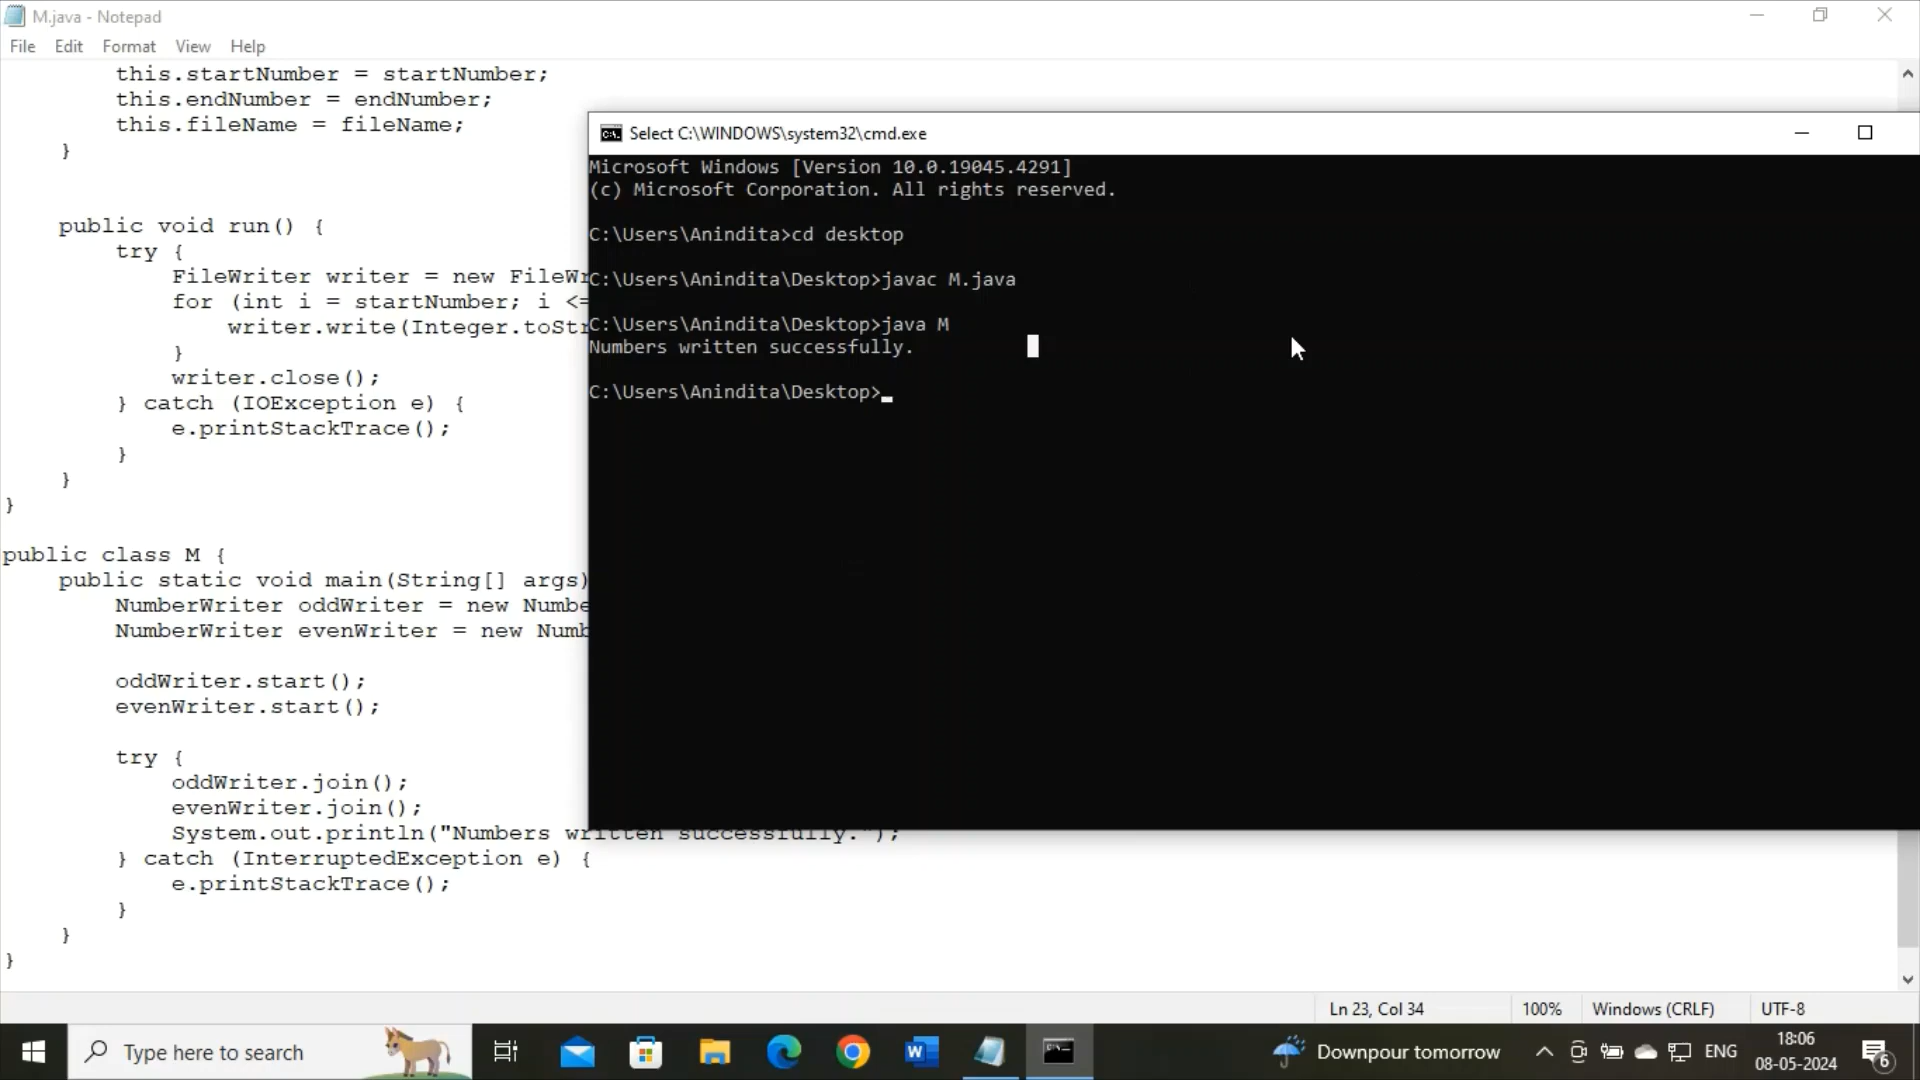 M.java - Notepad
File Edit Format View Help
this.startNumber = startNumber;
this.endNumber = endNumber;
this.fileName = fileName;
}
public void run() {
try {
FileWriter writer = new FileWr
for (int i = startNumber; i <=
writer.write(Integer.toStr
}
writer.close();
} catch (IOException e) {
e.printStackTrace();
}
}
}
public class M {
public static void main(String[] args)
NumberWriter oddWriter = new Numbe
NumberWriter evenWriter = new Numb
oddWriter.start();
evenWriter.start();
try {
oddWriter.join();
evenWriter.join();
System.out.println("Numbers written successfully.");
} catch (InterruptedException e) {
e.printStackTrace();
}
}
}
Select C:\WINDOWS\system32\cmd.exe
Microsoft Windows [Version 10.0.19045.4291]
(c) Microsoft Corporation. All rights reserved.
C:\Users\Anindita>cd desktop
C:\Users\Anindita\Desktop>javac M.java
C:\Users\Anindita\Desktop>java M
Numbers written successfully.
C:\Users\Anindita\Desktop>
Ln 23, Col 34 100% Windows (CRLF) UTF-8
Type here to search
Downpour tomorrow
ENG
18:06
08-05-2024
6